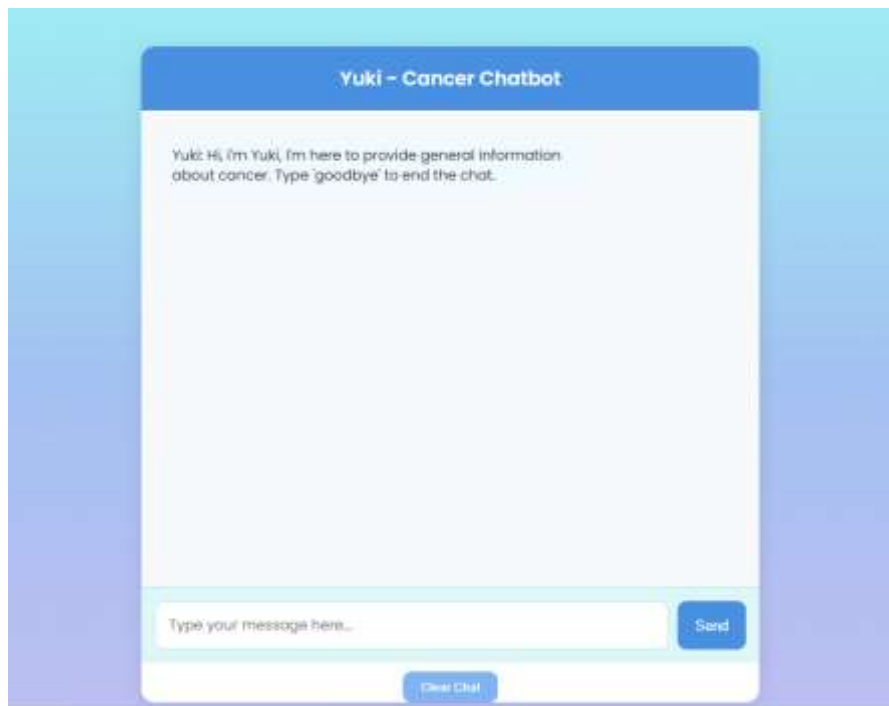 Yuki - Cancer Chatbot
Yuki: Hi, i'm Yuki, I'm here to provide general information
about cancer. Type 'goodbye' to end the chat.
Type your message here...
Send
Clear Chat